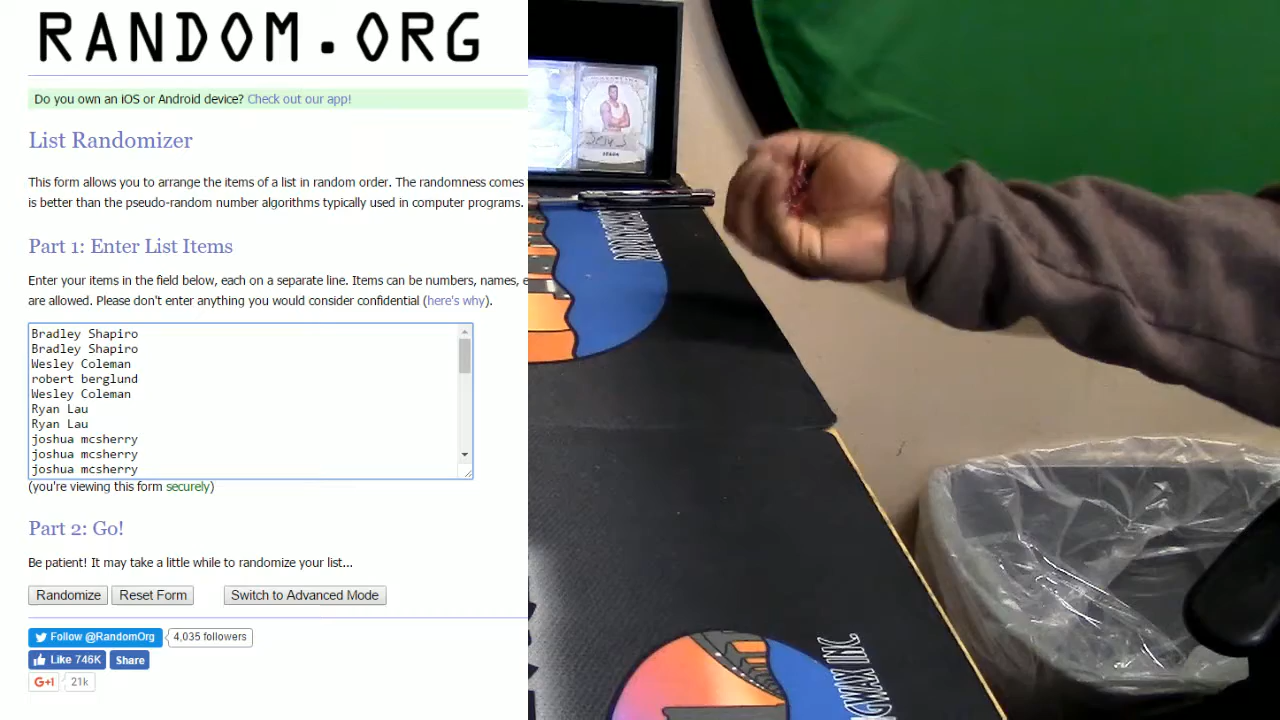 RANDOM.ORG
Do you own an iOS or Android device? Check out our app!
List Randomizer
This form allows you to arrange the items of a list in random order. The randomness comes
is better than the pseudo-random number algorithms typically used in computer programs.
Part 1: Enter List Items
Enter your items in the field below, each on a separate line. Items can be numbers, names, e
are allowed. Please don't enter anything you would consider confidential (here's why).
Bradley Shapiro
Bradley Shapiro
Wesley Coleman
robert berglund
Wesley Coleman
Ryan Lau
Ryan Lau
joshua mcsherry
joshua mcsherry
joshua mcsherry
(you're viewing this form securely)
Part 2: Go!
Be patient! It may take a little while to randomize your list...
Randomize Reset Form Switch to Advanced Mode
Follow @RandomOrg 4,035 followers
Like 746K Share
G+1 21k
GWAX INC